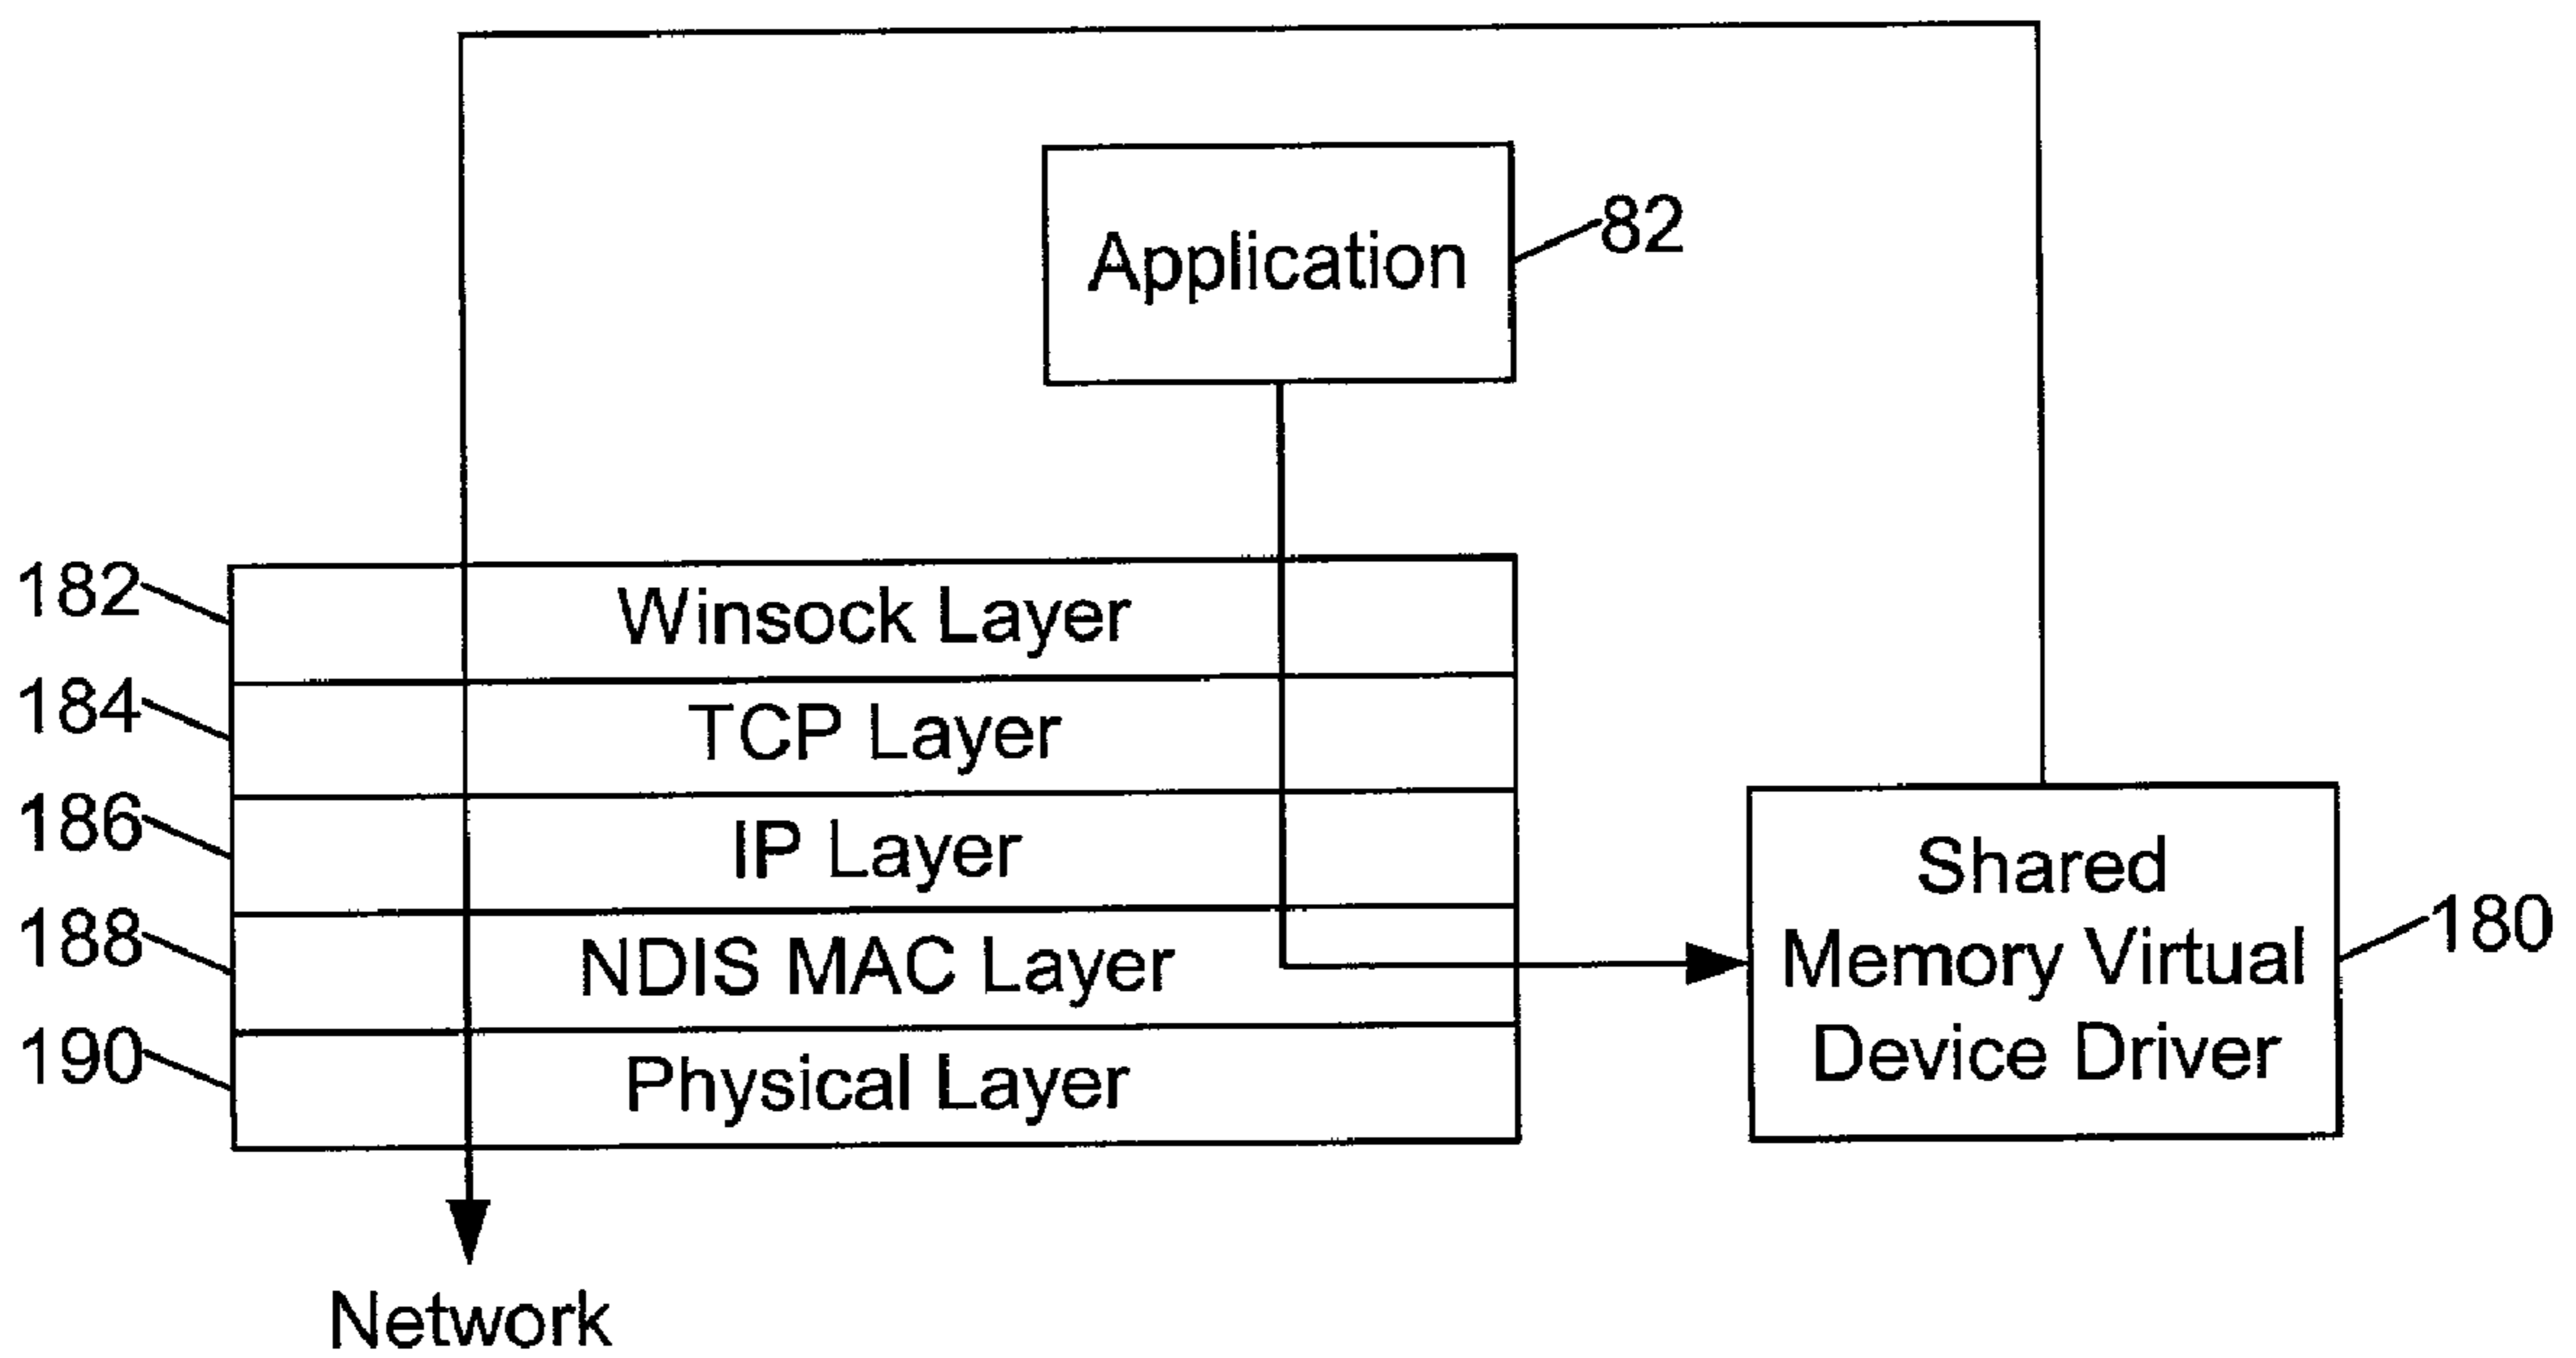 Application
82
182
Winsock Layer
184
TCP Layer
186
IP Layer
188
NDIS MAC Layer
190
Physical Layer
Shared
Memory Virtual
Device Driver
180
Network